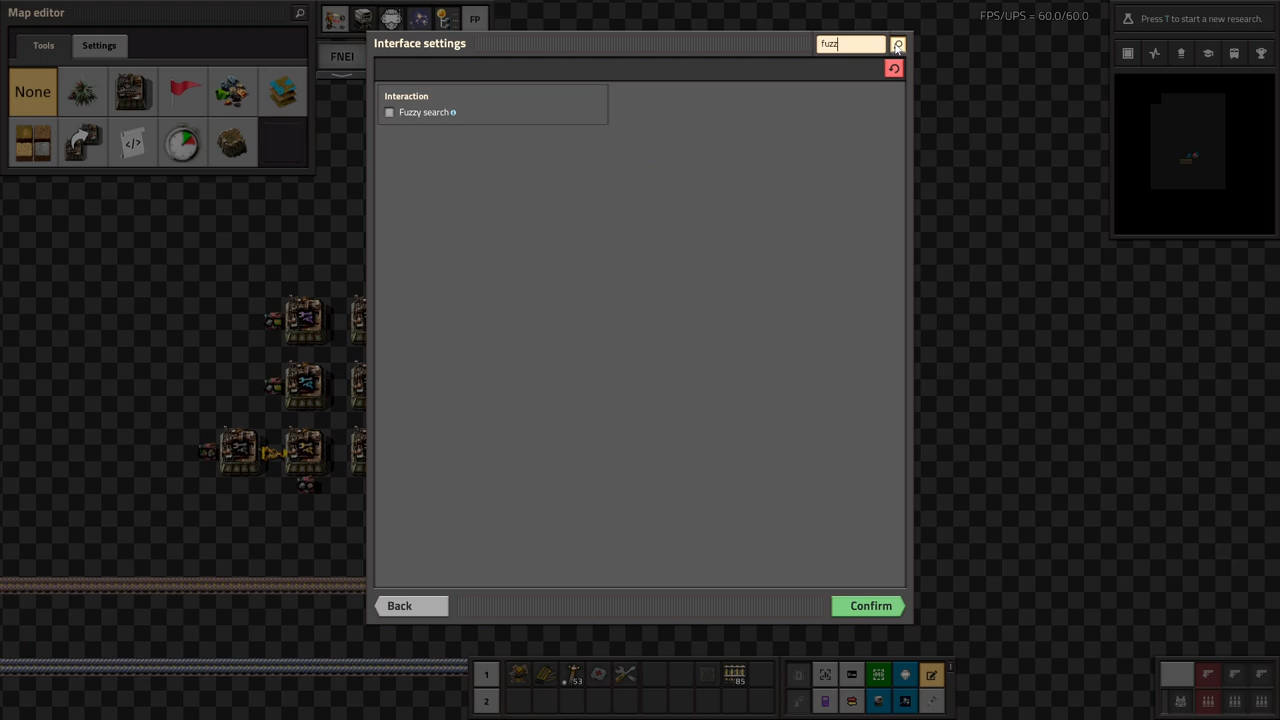 Map editor
Tools Settings
None
</>
FP
FNEI
Interface settings
fuzz
Interaction
Fuzzy search
Back
Confirm
FPS/UPS = 60.0/60.0
Press T to start a new research.
1
53
85
2